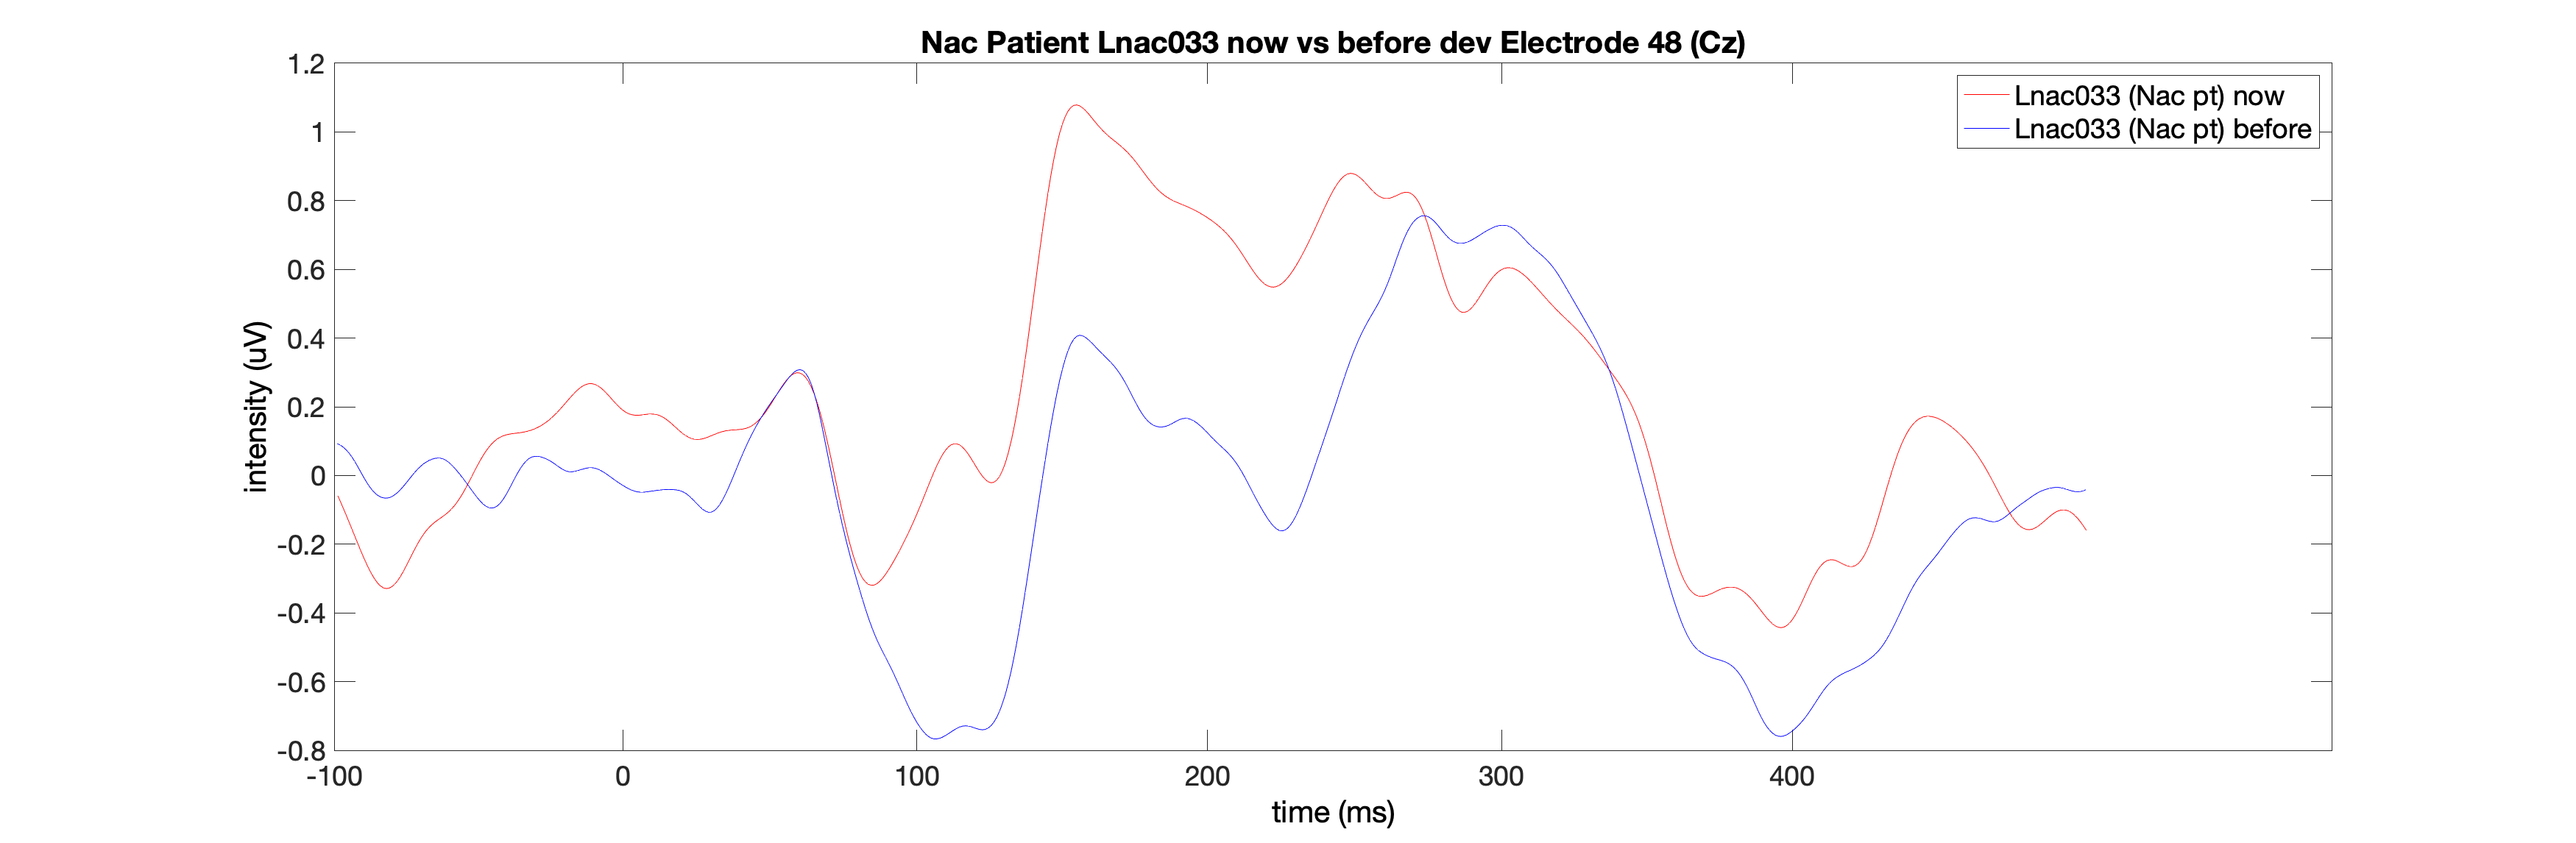 Nac Patient Lnac033 now vs before dev Electrode 48 (Cz)
1.2
1
0.8
0.6
0.4
0.2
0
-0.2
-0.4
-0.6
-0.8
intensity (uV)
Lnac033 (Nac pt) now
Lnac033 (Nac pt) before
-100 0 100 200 300 400
time (ms)